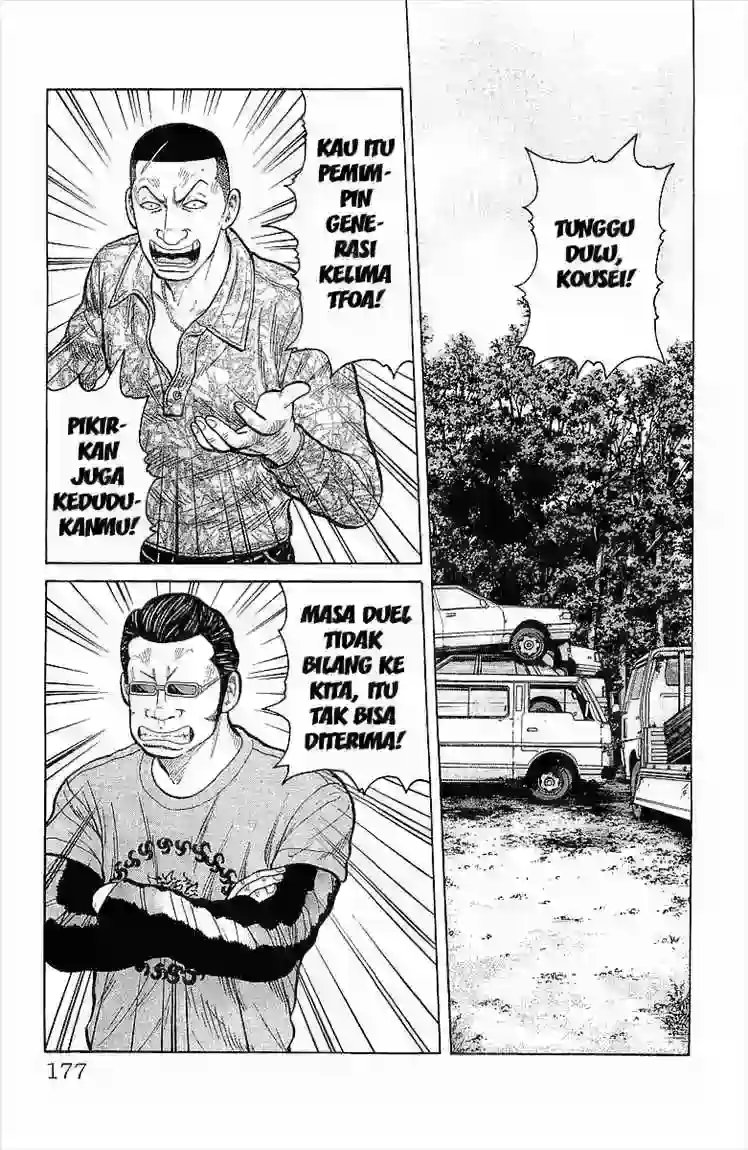 TUNGGU
DULU,
KOUSEI!
KAU ITU
PEMIM-
PIN
GENE-
RASI
KELIMA
TFOA!
PIKIR-
KAN
JUGA
KEDUDU-
KANMU!
MASA DUEL
TIDAK
BILANG KE
KITA, ITU
TAK BISA
DITERIMA!
177